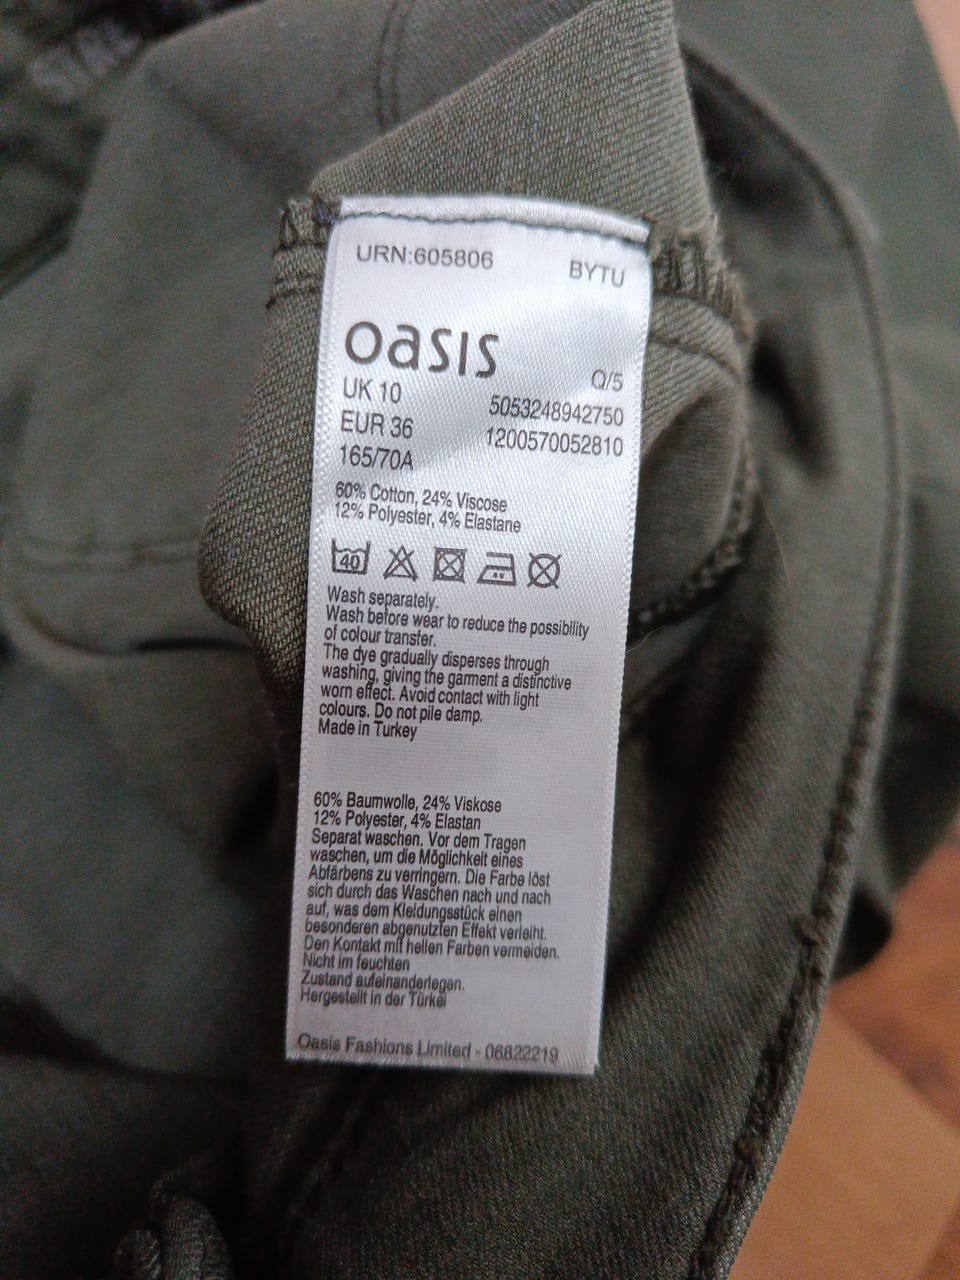 URN:605806 BYTU
oasis
Q/5
UK 10 5053248942750
EUR 36 1200570052810
165/70A
60% Cotton, 24% Viscose
12% Polyester, 4% Elastane
40
Wash separately.
Wash before wear to reduce the possibility
of colour transfer.
The dye gradually disperses through
washing, giving the garment a distinctive
worn effect. Avoid contact with light
colours. Do not pile damp.
Made in Turkey
60% Baumwolle, 24% Viskose
12% Polyester, 4% Elastan
Separat waschen. Vor dem Tragen
waschen, um die Möglichkeit eines
Abfärbens zu verringern. Die Farbe löst
sich durch das Waschen nach und nach
auf, was dem Kleidungsstück einen
besonderen abgenutzten Effekt verleiht.
Den Kontakt mit hellen Farben vermeiden.
Nicht im feuchten
Zustand aufeinanderlegen.
Hergestellt in der Türkei
Oasis Fashions Limited - 06822219